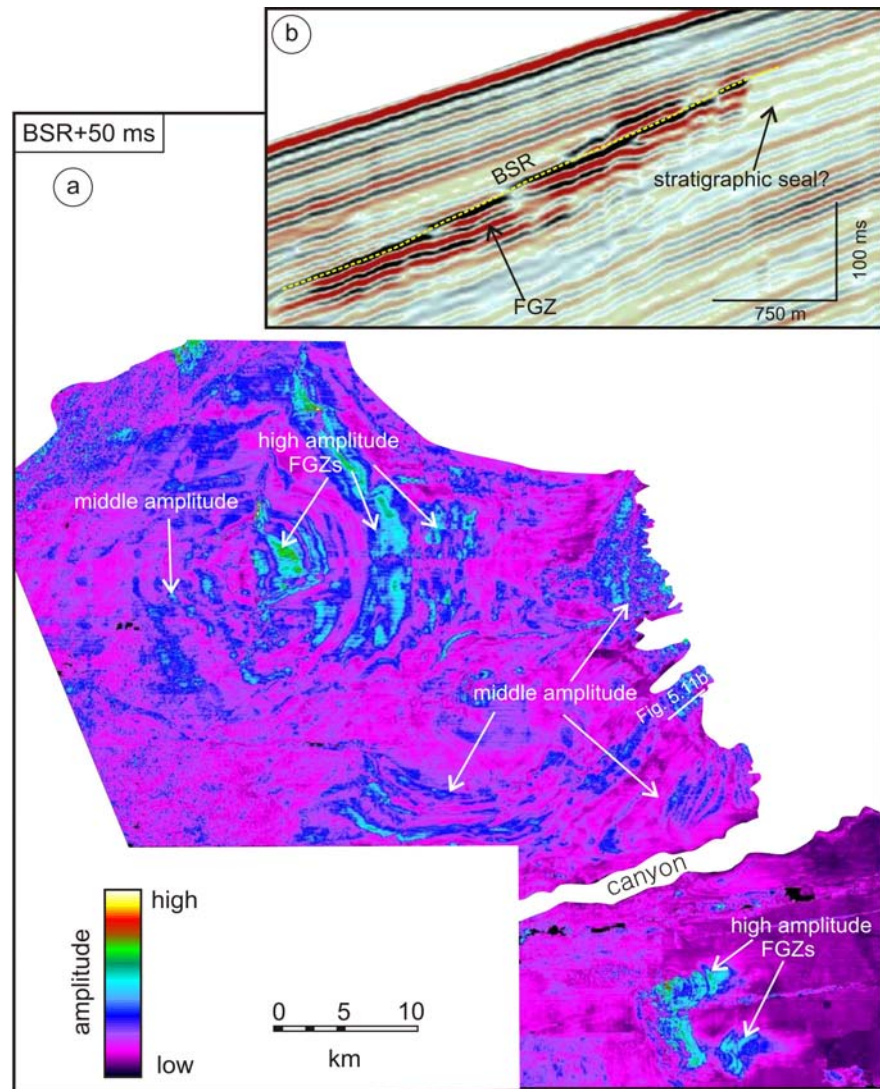 b
BSR
stratigraphic seal?
FGZ
100 ms
750 m
BSR+50 ms
a
high amplitude
FGZs
middle amplitude
middle amplitude
Fig. 5.11b
canyon
high amplitude
FGZs
high
amplitude
low
0 5 10
km